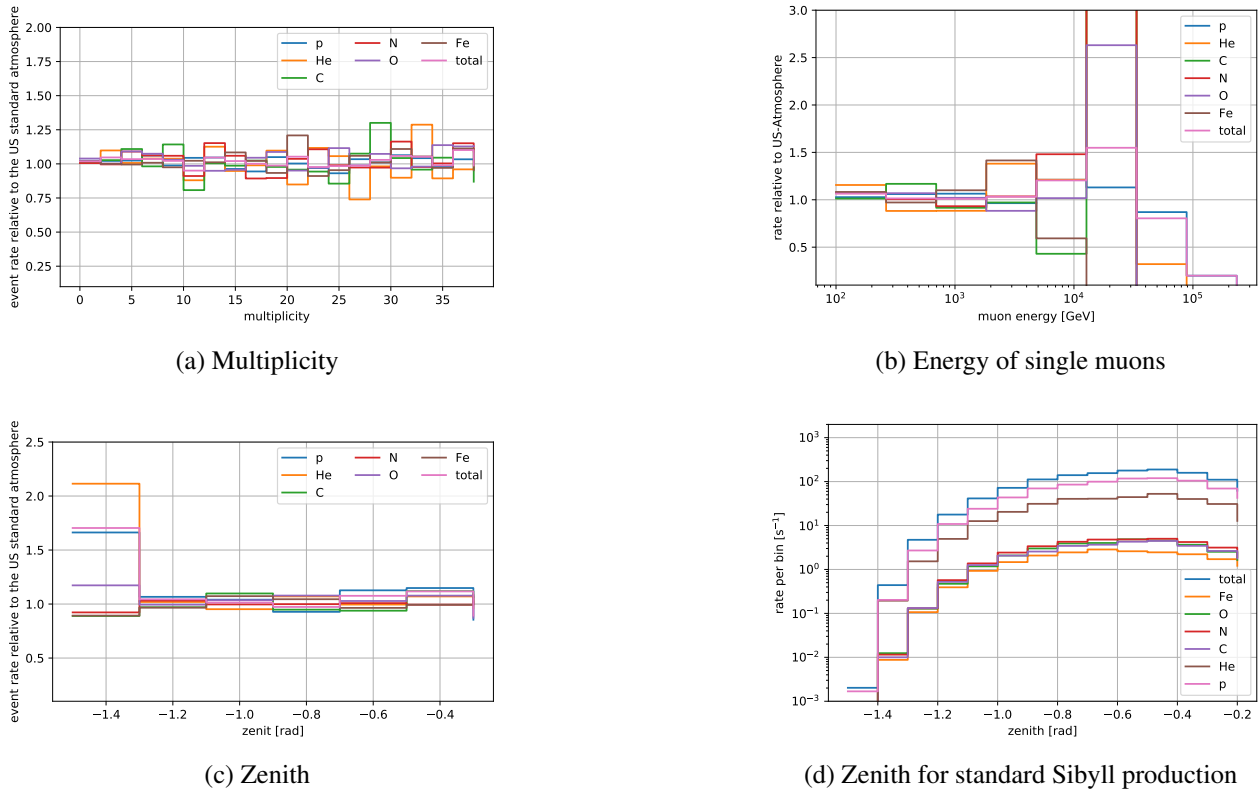 2.00
1.75
1.50
1.25
1.00
0.75
0.50
0.25
0 5 10 15 20 25 30 35
multiplicity
event rate relative to the US standard atmosphere
p N Fe
He O total
C
(a) Multiplicity
3.0
2.5
2.0
1.5
1.0
0.5
10² 10³ 10⁴ 10⁵
muon energy [GeV]
rate relative to US-Atmosphere
p
He
C
N
O
Fe
total
(b) Energy of single muons
2.5
2.0
1.5
1.0
0.5
−1.4 −1.2 −1.0 −0.8 −0.6 −0.4
zenit [rad]
event rate relative to the US standard atmosphere
p N Fe
He O total
C
(c) Zenith
10³
10²
10¹
10⁰
10⁻¹
10⁻²
10⁻³
−1.4 −1.2 −1.0 −0.8 −0.6 −0.4 −0.2
zenith [rad]
rate per bin [s⁻¹]
total
Fe
O
N
C
He
p
(d) Zenith for standard Sibyll production